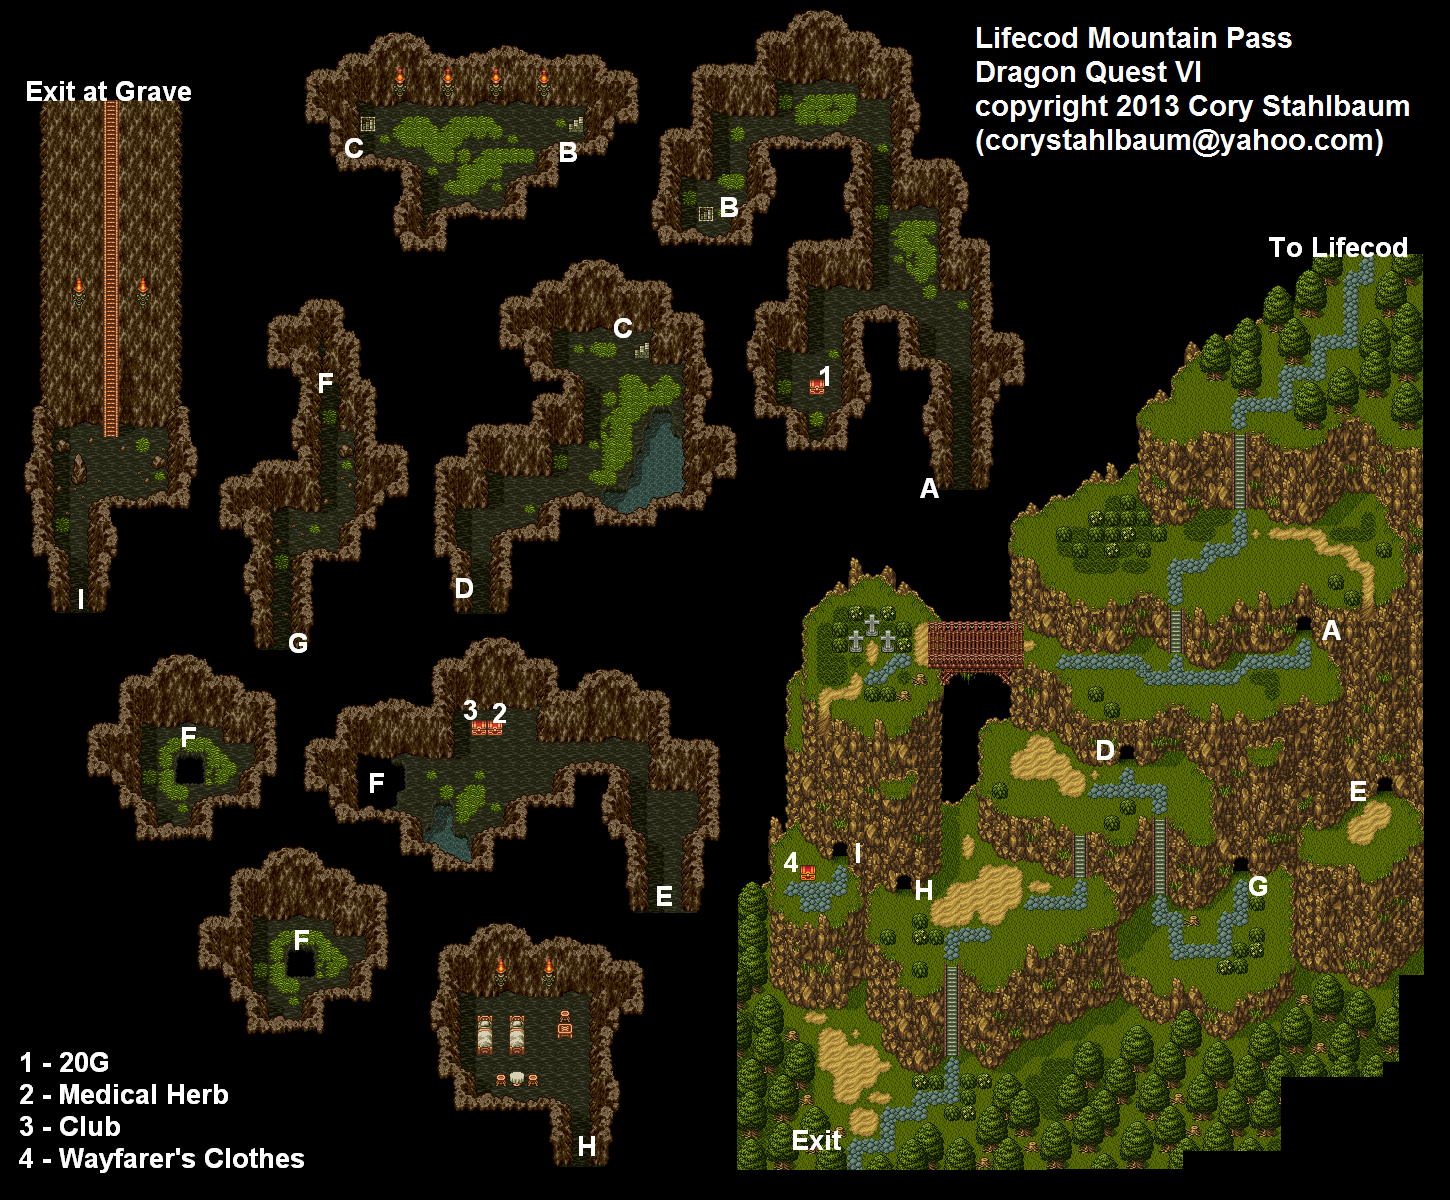 Lifecod Mountain Pass
Dragon Quest VI
copyright 2013 Cory Stahlbaum
(corystahlbaum@yahoo.com)
Exit at Grave
C
B
B
To Lifecod
C
F
1
A
D
I
G
A
3 2
F
F
D
E
E
4
I
H
G
F
H
Exit
1 - 20G
2 - Medical Herb
3 - Club
4 - Wayfarer's Clothes